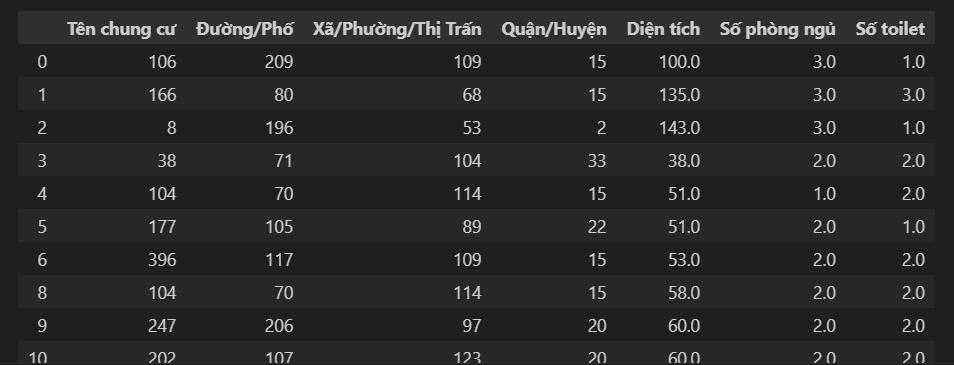 Tên chung cư Đường/Phố Xã/Phường/Thị Trấn Quận/Huyện Diện tích Số phòng ngủ Số toilet
0 106 209 109 15 100.0 3.0 1.0
1 166 80 68 15 135.0 3.0 3.0
2 8 196 53 2 143.0 3.0 1.0
3 38 71 104 33 38.0 2.0 2.0
4 104 70 114 15 51.0 1.0 2.0
5 177 105 89 22 51.0 2.0 1.0
6 396 117 109 15 53.0 2.0 2.0
8 104 70 114 15 58.0 2.0 2.0
9 247 206 97 20 60.0 2.0 2.0
10 202 107 123 20 60.0 2.0 2.0